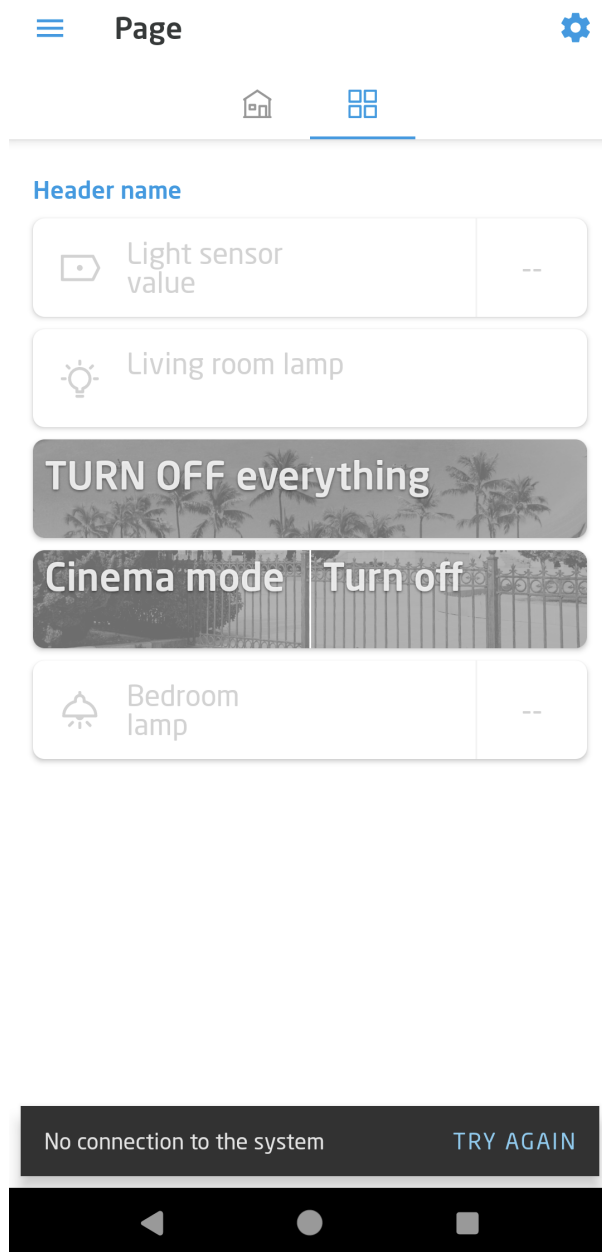 Page
Header name
Light sensor
value
--
Living room lamp
TURN OFF everything
Cinema mode
Turn off
Bedroom
lamp
--
No connection to the system
TRY AGAIN